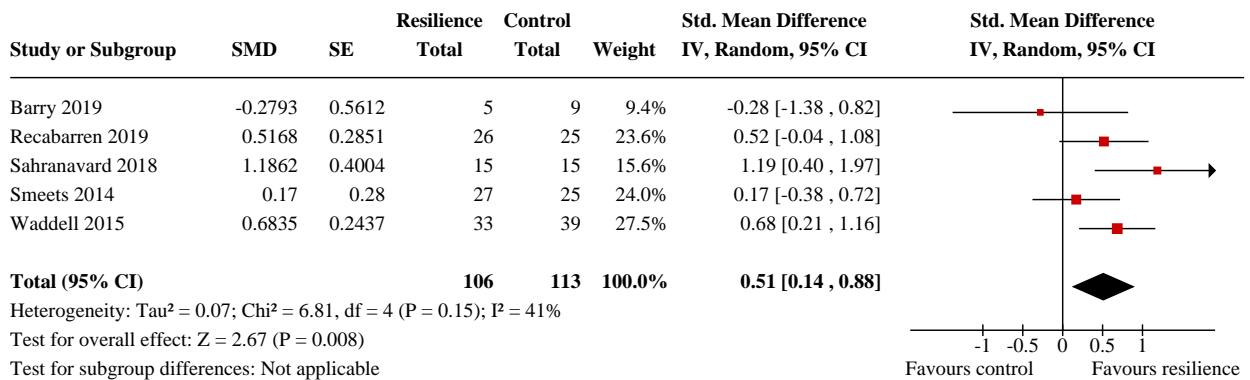 Resilience Control Std. Mean Difference Std. Mean Difference
Study or Subgroup SMD SE Total Total Weight IV, Random, 95% CI IV, Random, 95% CI
Barry 2019 -0.2793 0.5612 5 9 9.4% -0.28 [-1.38 , 0.82]
Recabarren 2019 0.5168 0.2851 26 25 23.6% 0.52 [-0.04 , 1.08]
Sahranavard 2018 1.1862 0.4004 15 15 15.6% 1.19 [0.40 , 1.97]
Smeets 2014 0.17 0.28 27 25 24.0% 0.17 [-0.38 , 0.72]
Waddell 2015 0.6835 0.2437 33 39 27.5% 0.68 [0.21 , 1.16]
Total (95% CI) 106 113 100.0% 0.51 [0.14 , 0.88]
Heterogeneity: Tau² = 0.07; Chi² = 6.81, df = 4 (P = 0.15); I² = 41%
Test for overall effect: Z = 2.67 (P = 0.008)
-1 -0.5 0 0.5 1
Test for subgroup differences: Not applicable Favours control Favours resilience